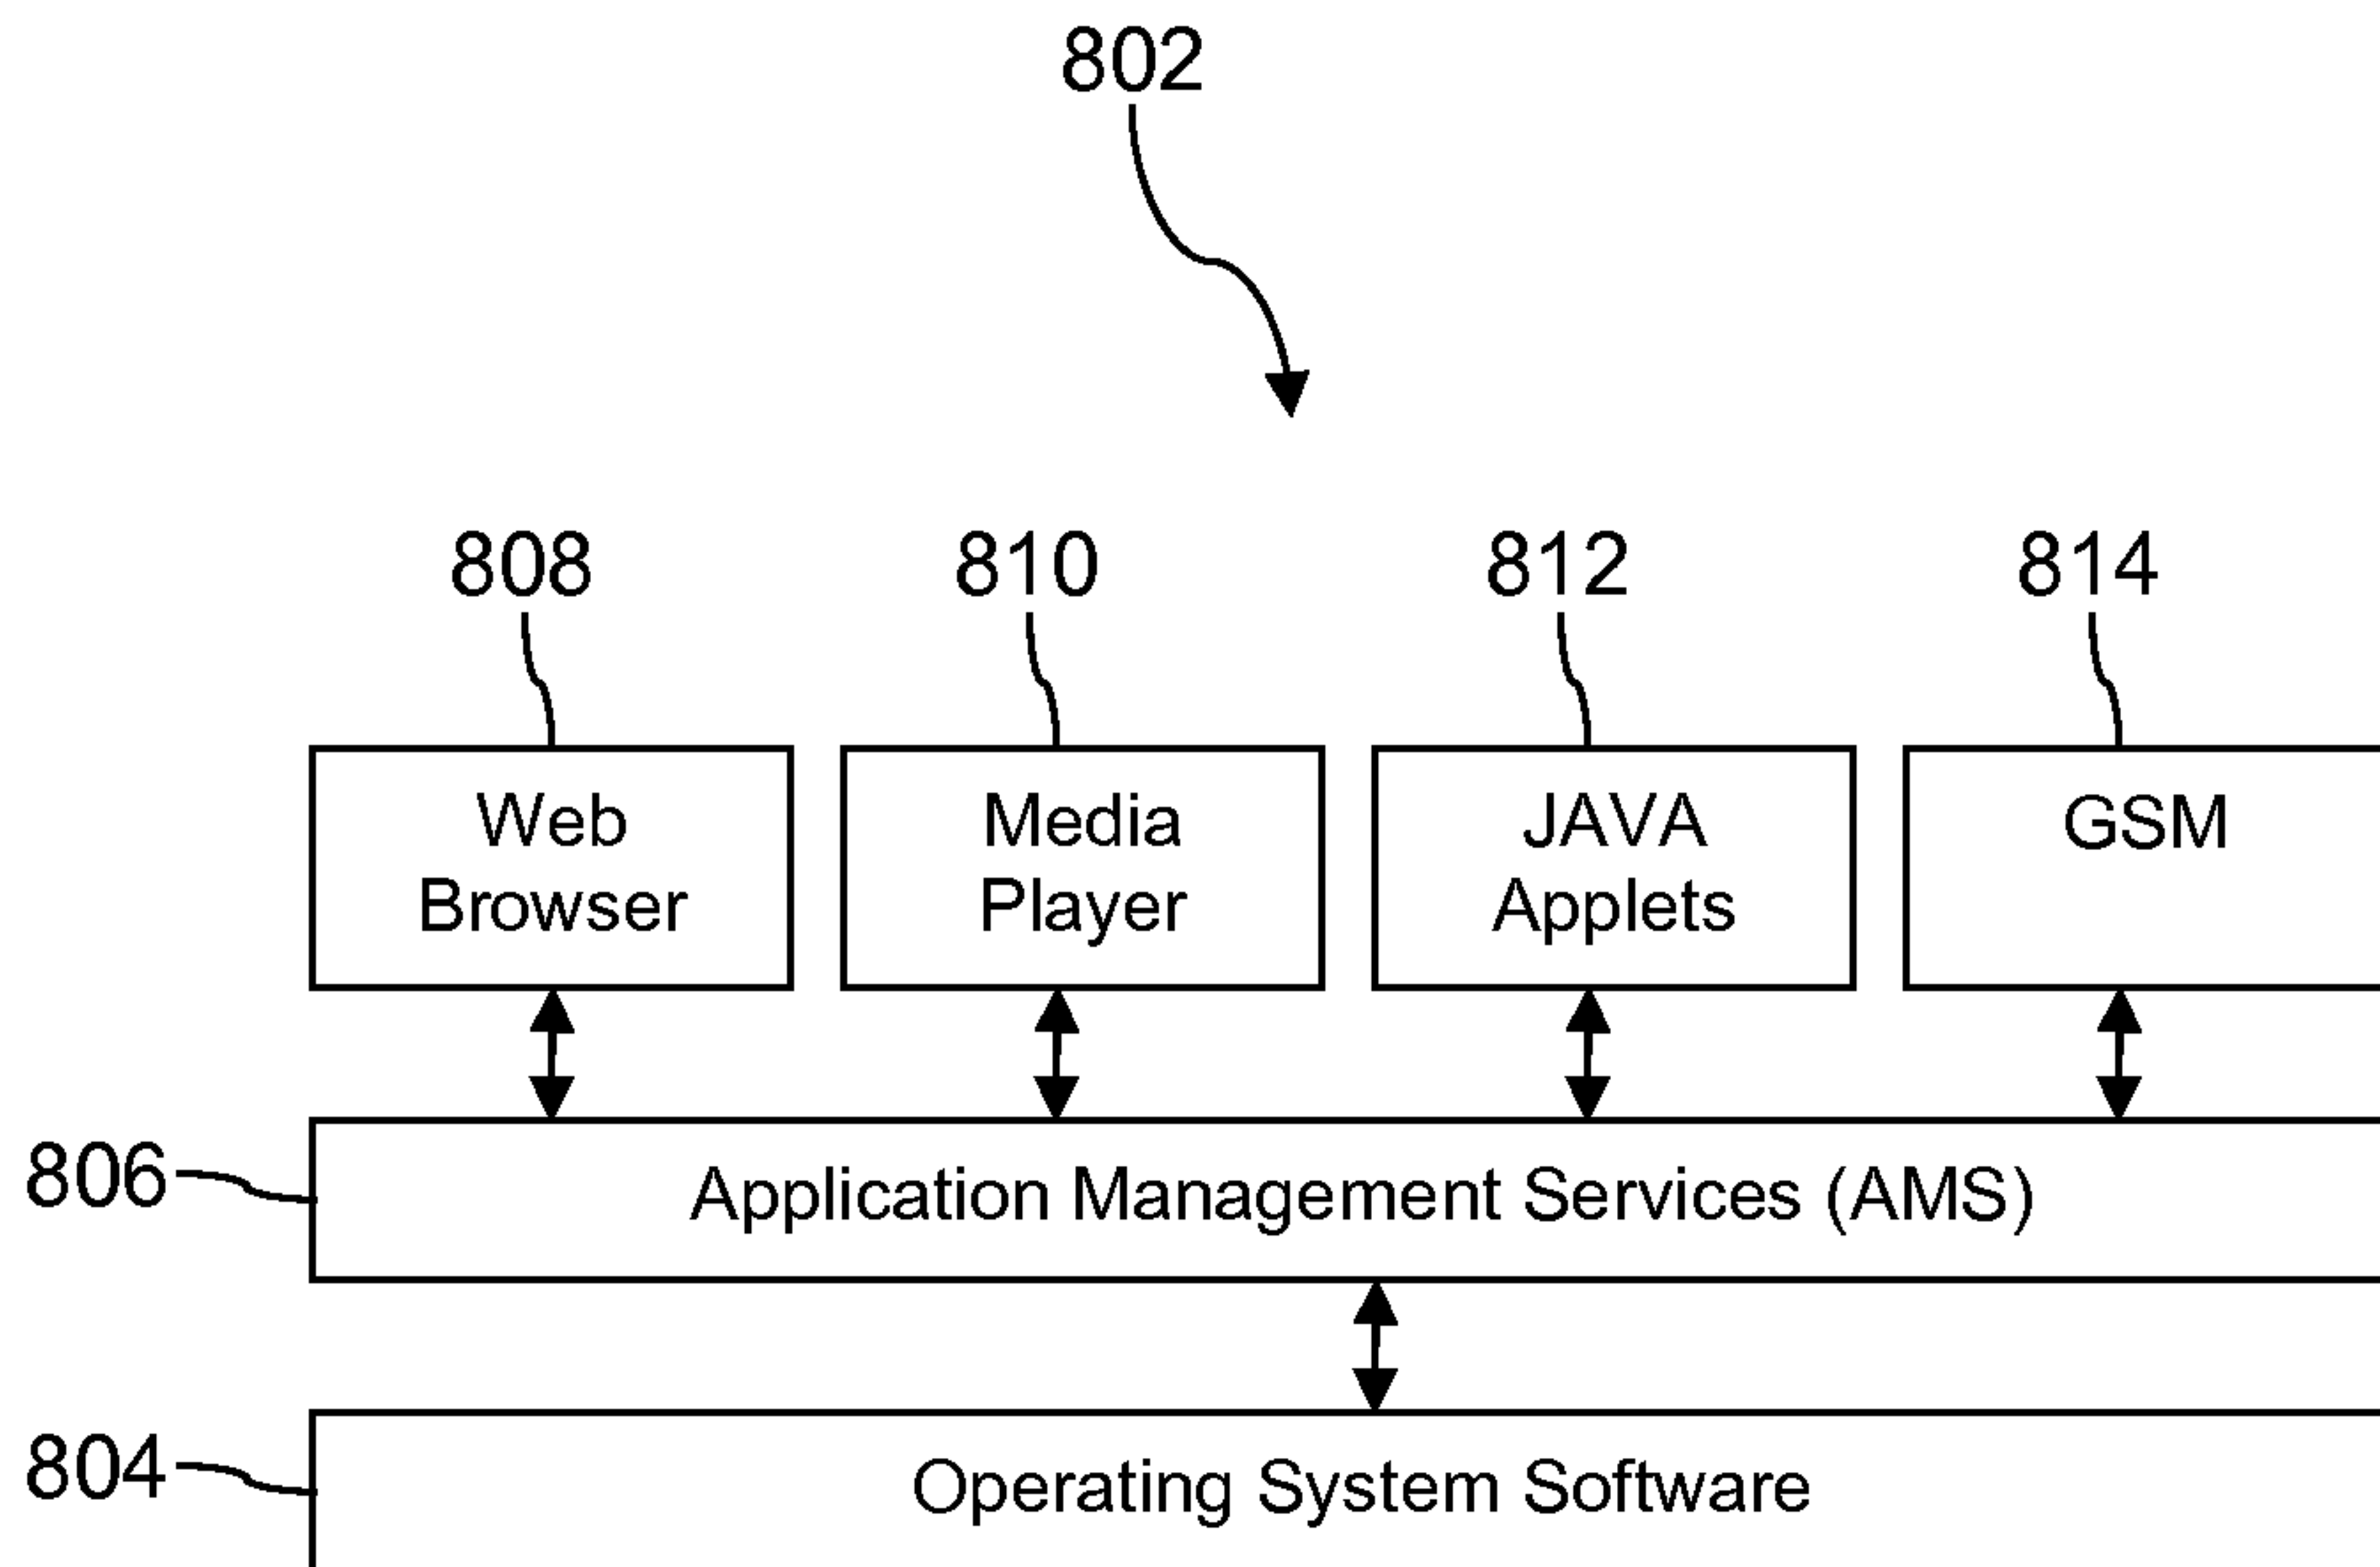 802
808
810
812
814
Web
Browser
Media
Player
JAVA
Applets
GSM
806
Application Management Services (AMS)
804
Operating System Software